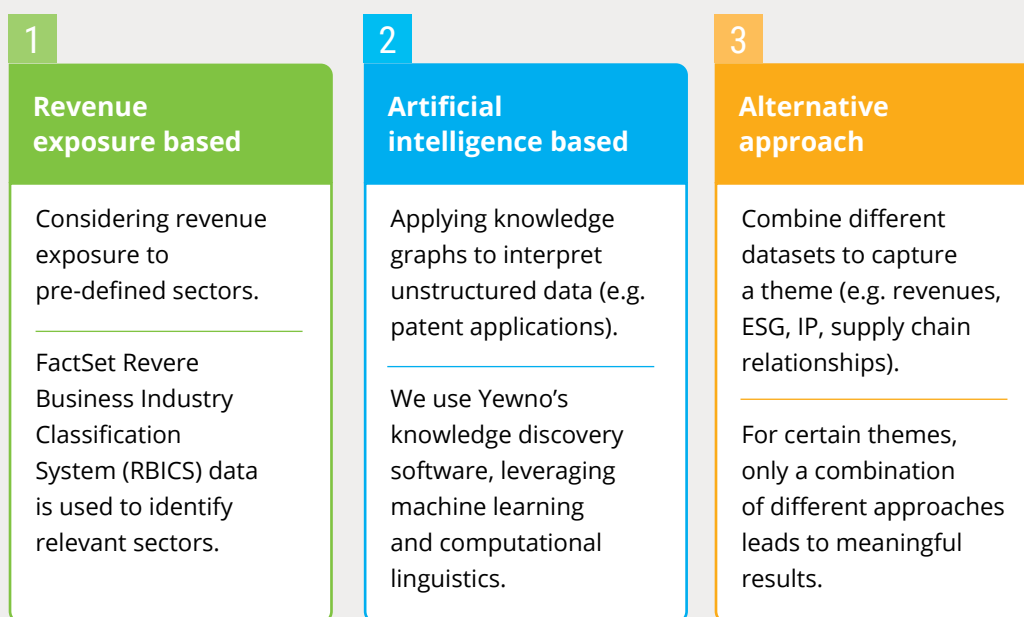 1
Revenue
exposure based
Considering revenue
exposure to
pre-defined sectors.
FactSet Revere
Business Industry
Classification
System (RBICS) data
is used to identify
relevant sectors.
2
Artificial
intelligence based
Applying knowledge
graphs to interpret
unstructured data (e.g.
patent applications).
We use Yewno’s
knowledge discovery
software, leveraging
machine learning
and computational
linguistics.
3
Alternative
approach
Combine different
datasets to capture
a theme (e.g. revenues,
ESG, IP, supply chain
relationships).
For certain themes,
only a combination
of different approaches
leads to meaningful
results.